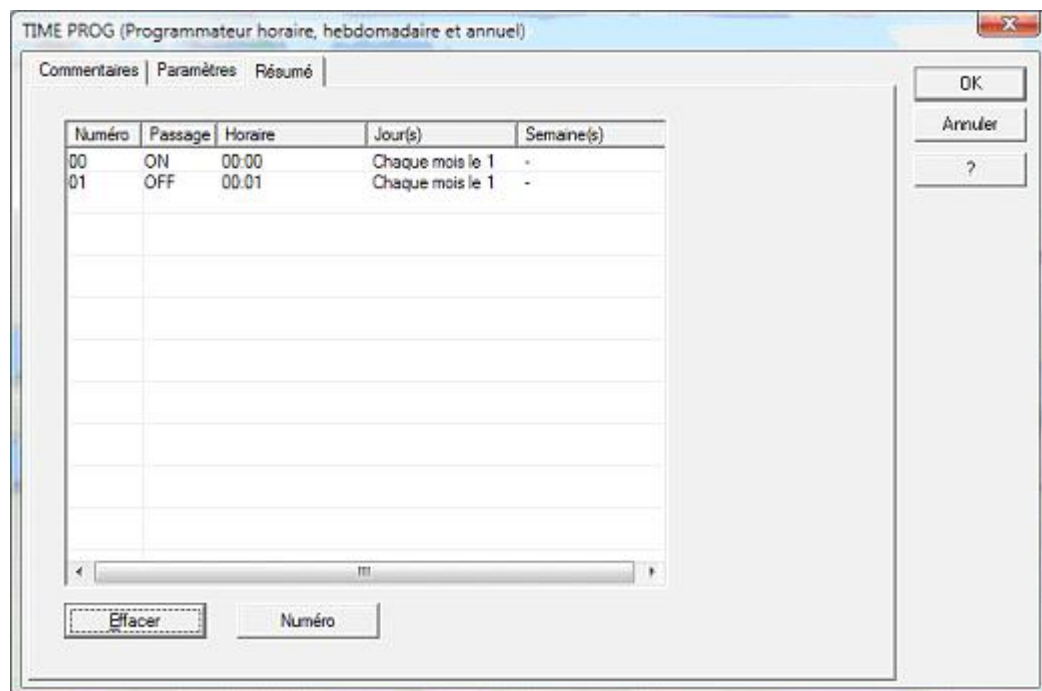 TIME PROG (Programmateur horaire, hebdomadaire et annuel)
Commentaires Paramètres Résumé
OK
Annuler
?
Numéro Passage Horaire Jour(s) Semaine(s)
00 ON 00:00 Chaque mois le 1 -
01 OFF 00:01 Chaque mois le 1 -
Effacer Numéro